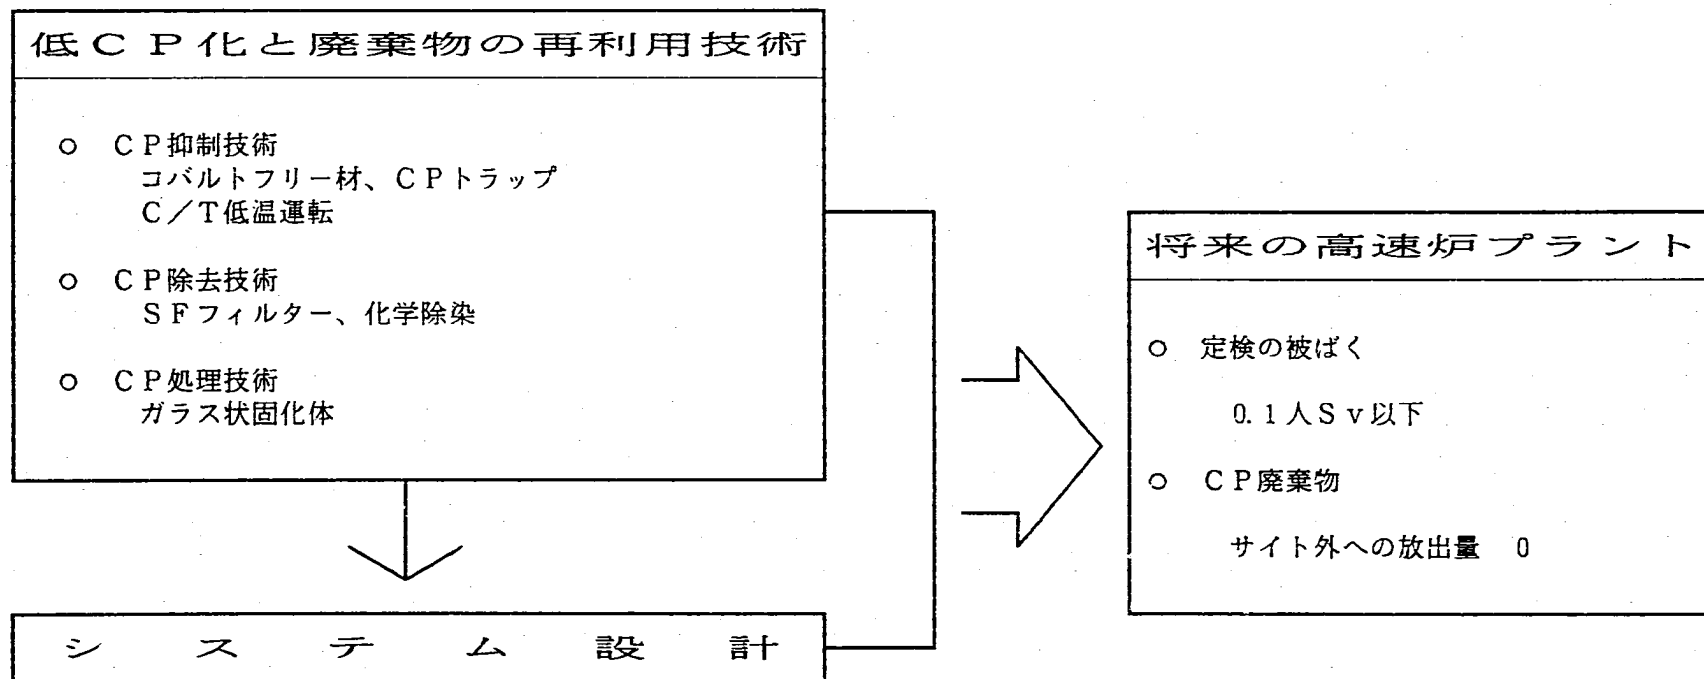 低CP化と廃棄物の再利用技術
○ CP抑制技術
コバルトフリー材、CPトラップ
C／T低温運転
○ CP除去技術
SFフィルター、化学除染
○ CP処理技術
ガラス状固化体
システム設計
将来の高速炉プラント
○ 定検の被ばく
0.1人Sv以下
○ CP廃棄物
サイト外への放出量 0